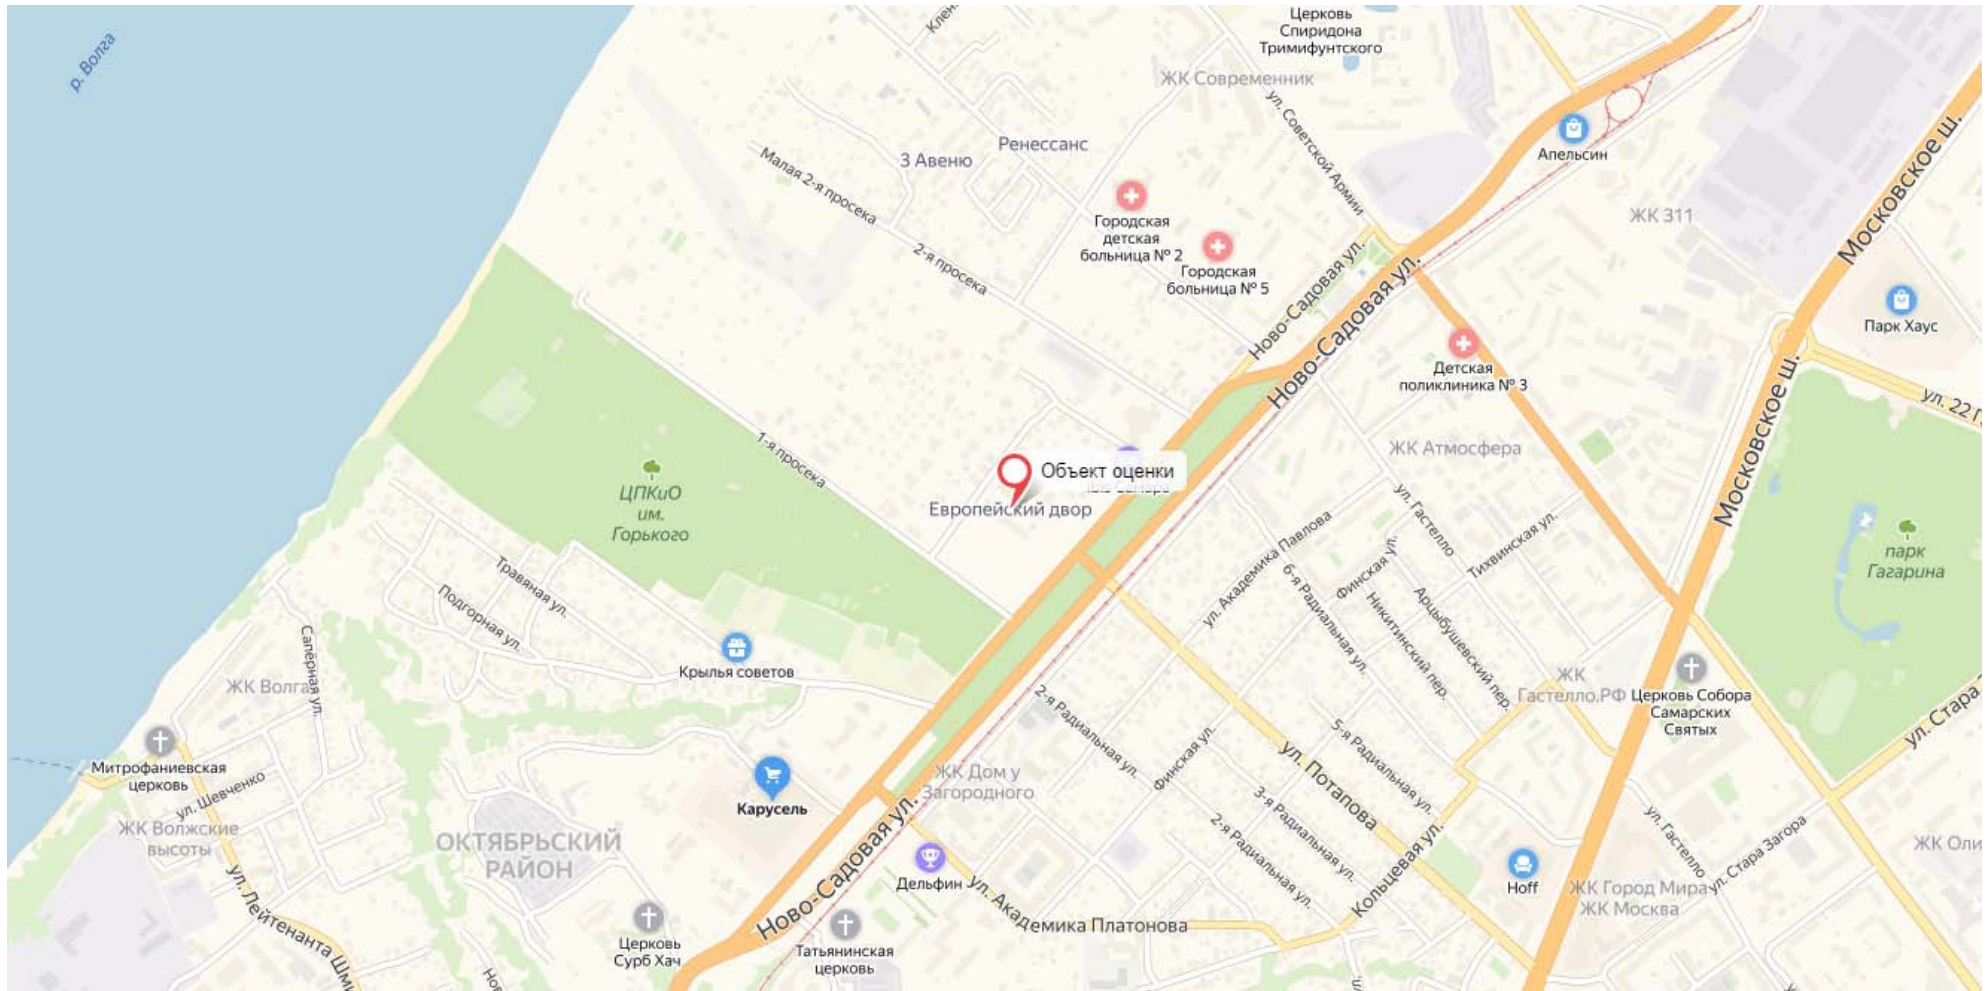 р. Волга
Клен
Церковь
Спиридона
Тримифунтского
ЖК Современник
ул. Советской Армии
Апельсин
Московское ш.
ЖК 311
Ренессанс
3 Авеню
Малая 2-я просека
2-я просека
Городская
детская
больница № 2
Городская
больница № 5
Ново-Садовая ул.
Ново-Садовая ул.
Детская
поликлиника № 3
Парк Хаус
ул. 22 Г
Московское ш.
ЖК Атмосфера
1-я просека
Объект оценки
Европейский двор
ЦПКиО
им.
Горького
ул. Гастелло
Тихвинская ул.
ул. Академика Павлова
Финская ул.
6-я Радиальная ул.
Никитинский пер.
Арцыбушевский пер.
парк
Гагарина
Травяная ул.
Подгорная ул.
Сапёрная ул.
Крылья советов
ЖК Волга
ЖК
Гастелло.РФ
Церковь Собора
Самарских
Святых
ул. Стара З
2-я Радиальная ул.
Финская ул.
ул. Потапова
5-я Радиальная ул.
Митрофаниевская
церковь
ул. Шевченко
ЖК Волжские
высоты
Карусель
ЖК Дом у
Загородного
3-я Радиальная ул.
2-я Радиальная ул.
Кольцевая ул.
ул. Гастелло
ул. Стара Загора
ЖК Оли
ОКТЯБРЬСКИЙ
РАЙОН
Ново-Садовая ул.
Дельфин
ул. Академика Платонова
Hoff
ЖК Город Мира
ЖК Москва
ул. Лейтенанта Шми
Церковь
Сурб Хач
Татьянинская
церковь
Нов
ул.